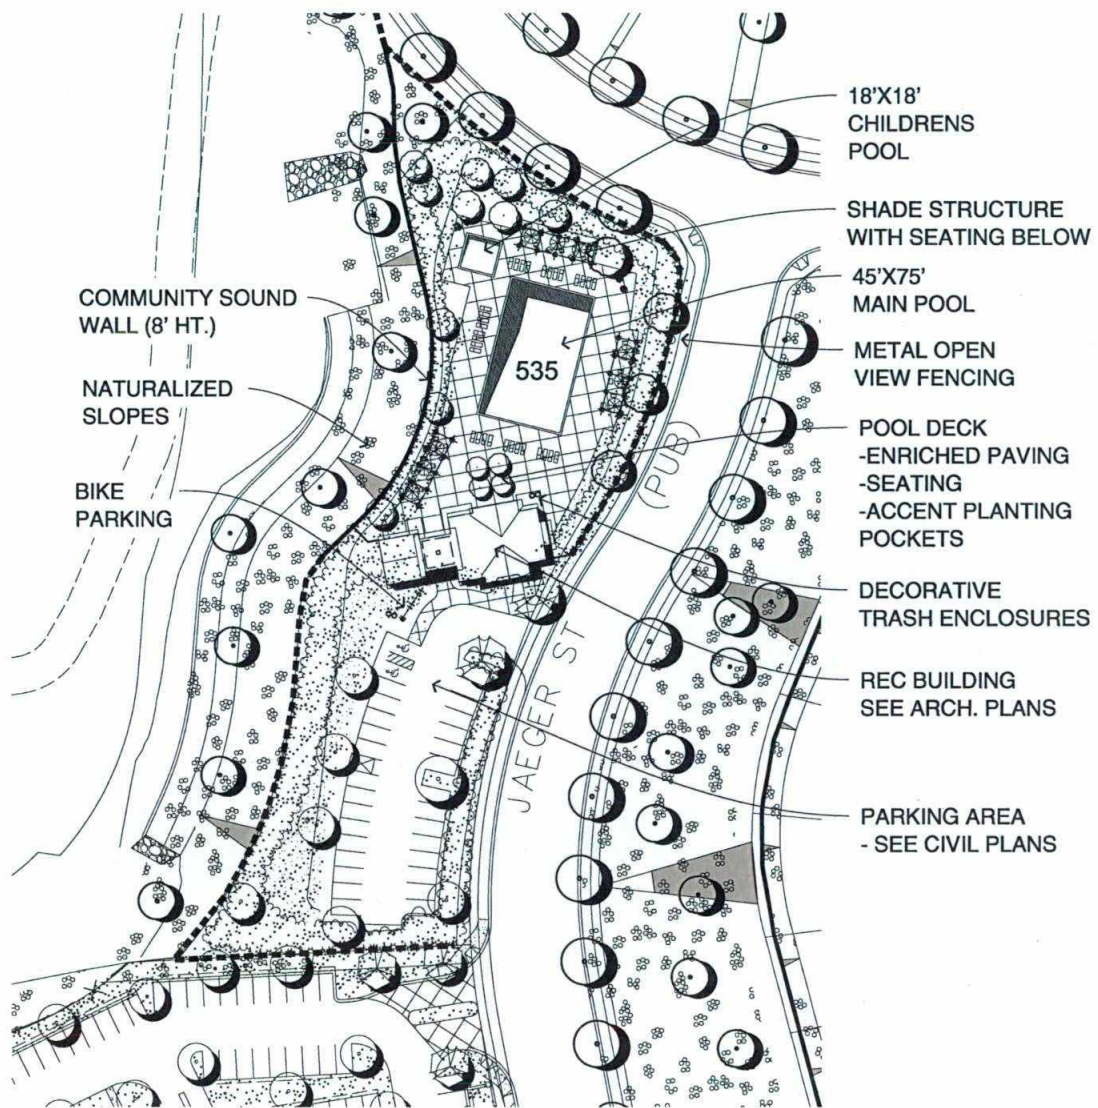 18'X18'
CHILDRENS
POOL
SHADE STRUCTURE
WITH SEATING BELOW
45'X75'
MAIN POOL
METAL OPEN
VIEW FENCING
POOL DECK
-ENRICHED PAVING
-SEATING
-ACCENT PLANTING
POCKETS
DECORATIVE
TRASH ENCLOSURES
REC BUILDING
SEE ARCH. PLANS
PARKING AREA
- SEE CIVIL PLANS
COMMUNITY SOUND
WALL (8' HT.)
NATURALIZED
SLOPES
BIKE
PARKING
535
JAEGER ST
(PUB)